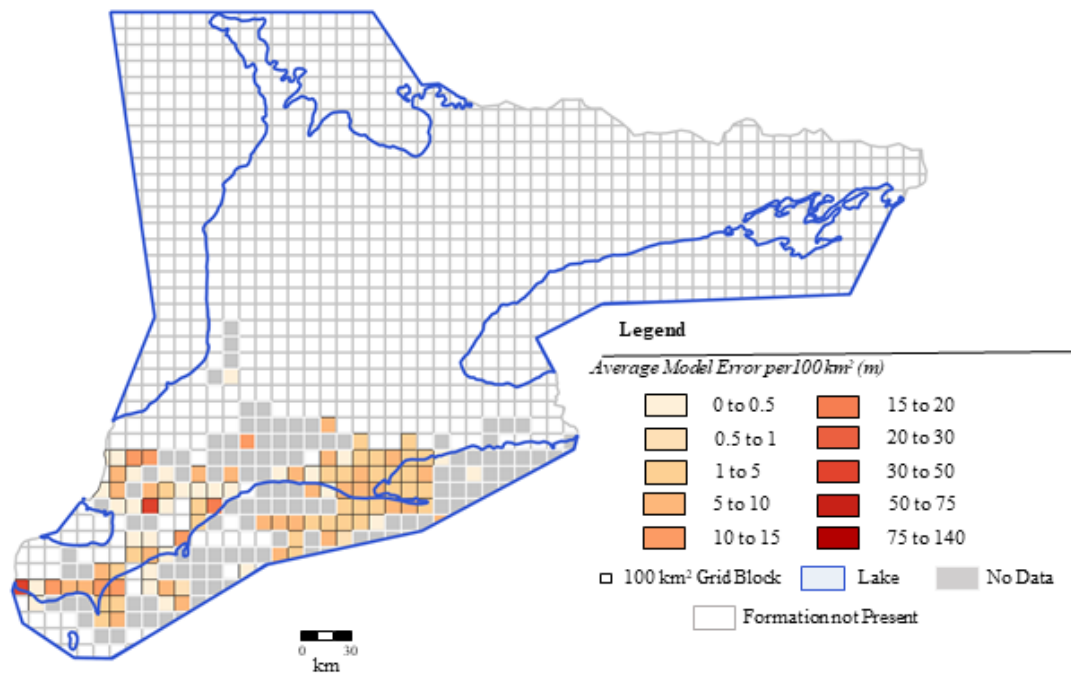 Legend
Average Model Error per100 km² (m)
0 to 0.5
15 to 20
0.5 to 1
20 to 30
1 to 5
30 to 50
5 to 10
50 to 75
10 to 15
75 to 140
100 km² Grid Block
Lake
No Data
Formation not Present
0 30
km